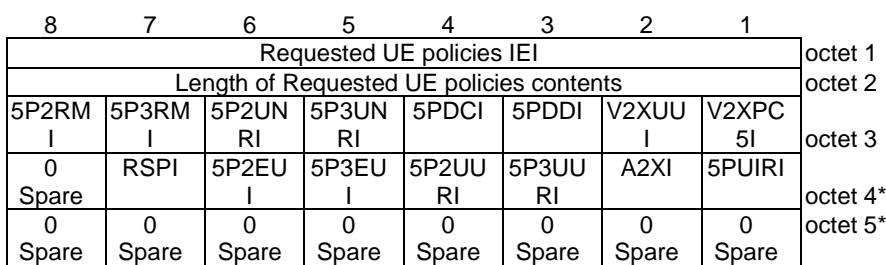 8 7 6 5 4 3 2 1
Requested UE policies IEI octet 1
Length of Requested UE policies contents octet 2
5P2RM 5P3RM 5P2UN 5P3UN 5PDCI 5PDDI V2XUU V2XPC
I I RI RI I 5I octet 3
0 RSPI 5P2EU 5P3EU 5P2UU 5P3UU A2XI 5PUIRI
Spare I I RI RI octet 4*
0 0 0 0 0 0 0 0 octet 5*
Spare Spare Spare Spare Spare Spare Spare Spare